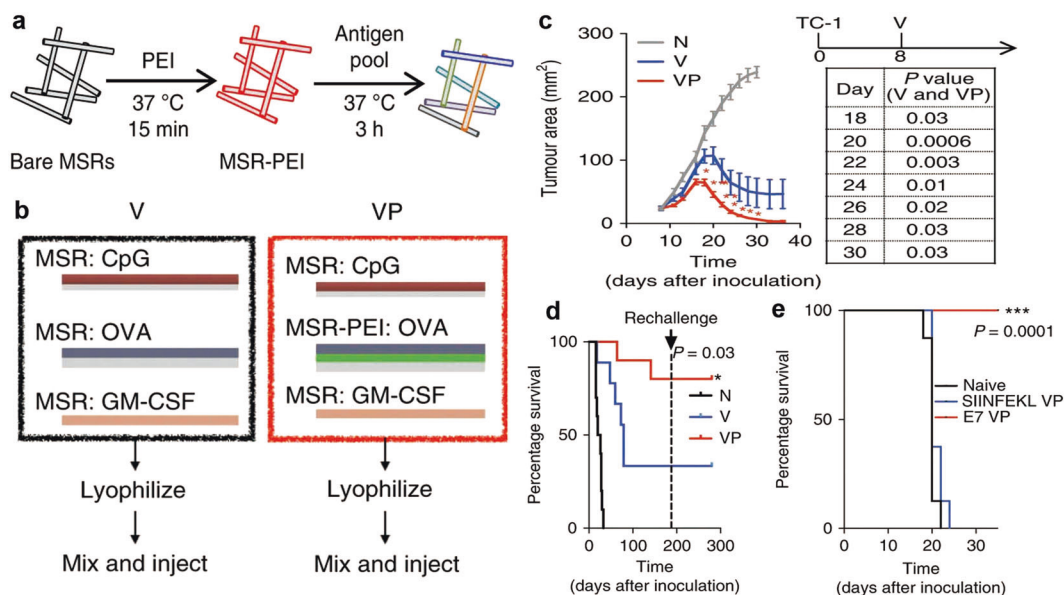 a
PEI
37 °C
15 min
Antigen
pool
37 °C
3 h
Bare MSRs
MSR-PEI
b
V
MSR: CpG
MSR: OVA
MSR: GM-CSF
Lyophilize
Mix and inject
VP
MSR: CpG
MSR-PEI: OVA
MSR: GM-CSF
Lyophilize
Mix and inject
c
Tumour area (mm²)
300
200
100
0
0 10 20 30 40
Time
(days after inoculation)
N
V
VP
* * * * * * *
TC-1 V
0 8
Day P value (V and VP)
18 0.03
20 0.0006
22 0.003
24 0.01
26 0.02
28 0.03
30 0.03
d
Rechallenge
P = 0.03
*
N
V
VP
Percentage survival
100
50
0
0 100 200 300
Time
(days after inoculation)
e
***
P = 0.0001
Naive
SIINFEKL VP
E7 VP
Percentage survival
100
50
0
0 20 40
Time
(days after inoculation)